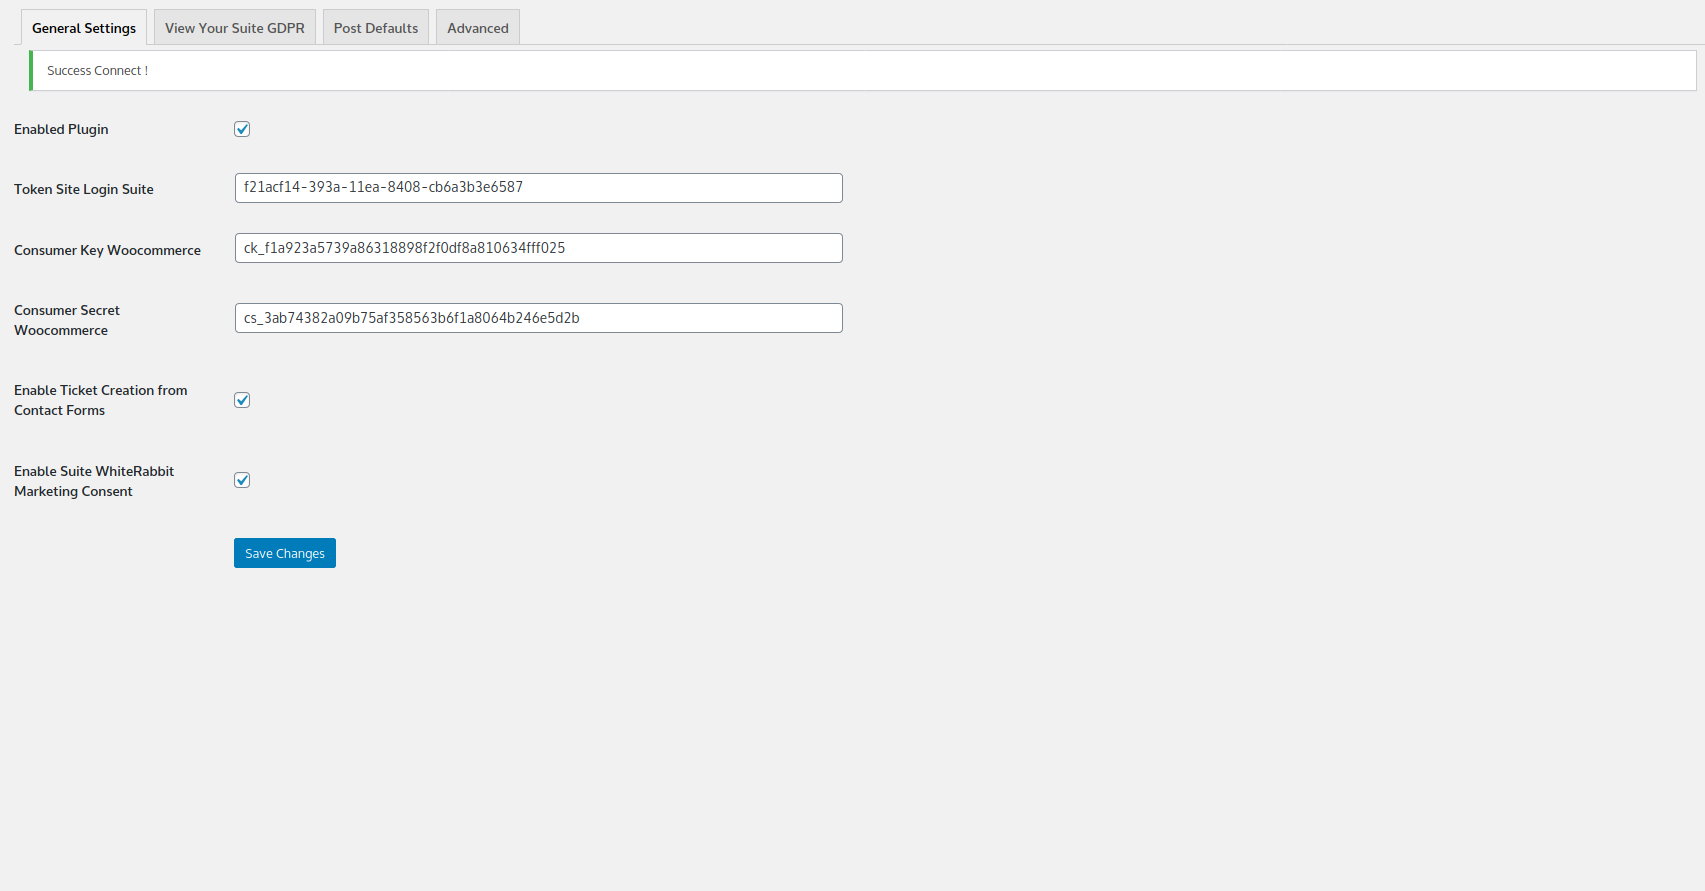 General Settings
View Your Suite GDPR
Post Defaults
Advanced
Success Connect !
Enabled Plugin
Token Site Login Suite
f21acf14-393a-11ea-8408-cb6a3b3e6587
Consumer Key Woocommerce
ck_f1a923a5739a86318898f2f0df8a810634fff025
Consumer Secret
Woocommerce
cs_3ab74382a09b75af358563b6f1a8064b246e5d2b
Enable Ticket Creation from
Contact Forms
Enable Suite WhiteRabbit
Marketing Consent
Save Changes